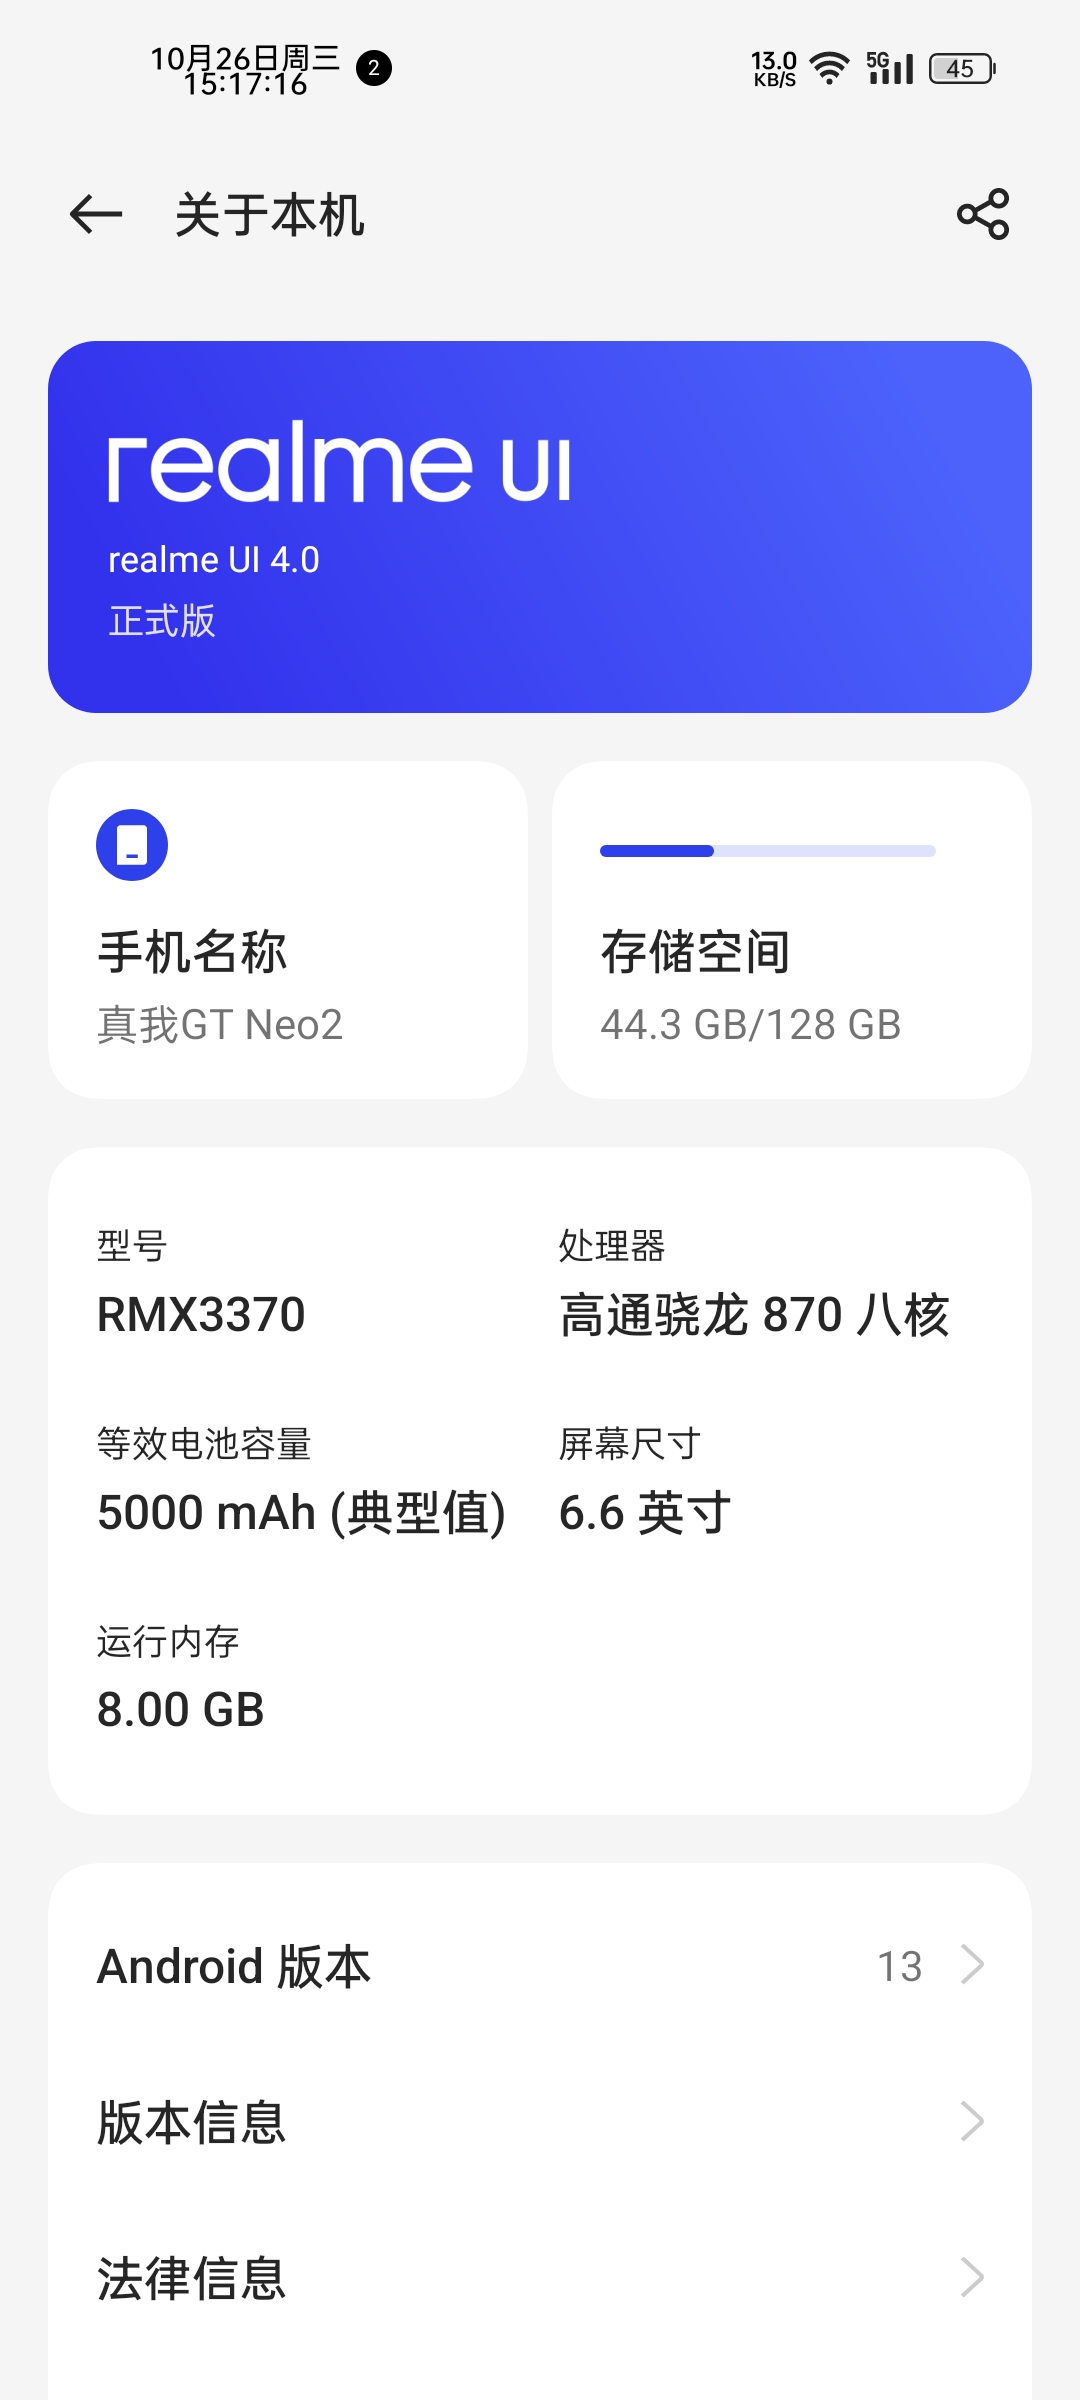 10月26日周三
15:17:16
2
13.0
KB/S
5G
45
关于本机
realme UI
realme UI 4.0
正式版
手机名称
真我GT Neo2
存储空间
44.3 GB/128 GB
型号
RMX3370
处理器
高通骁龙 870 八核
等效电池容量
5000 mAh (典型值)
屏幕尺寸
6.6 英寸
运行内存
8.00 GB
Android 版本
13
版本信息
法律信息